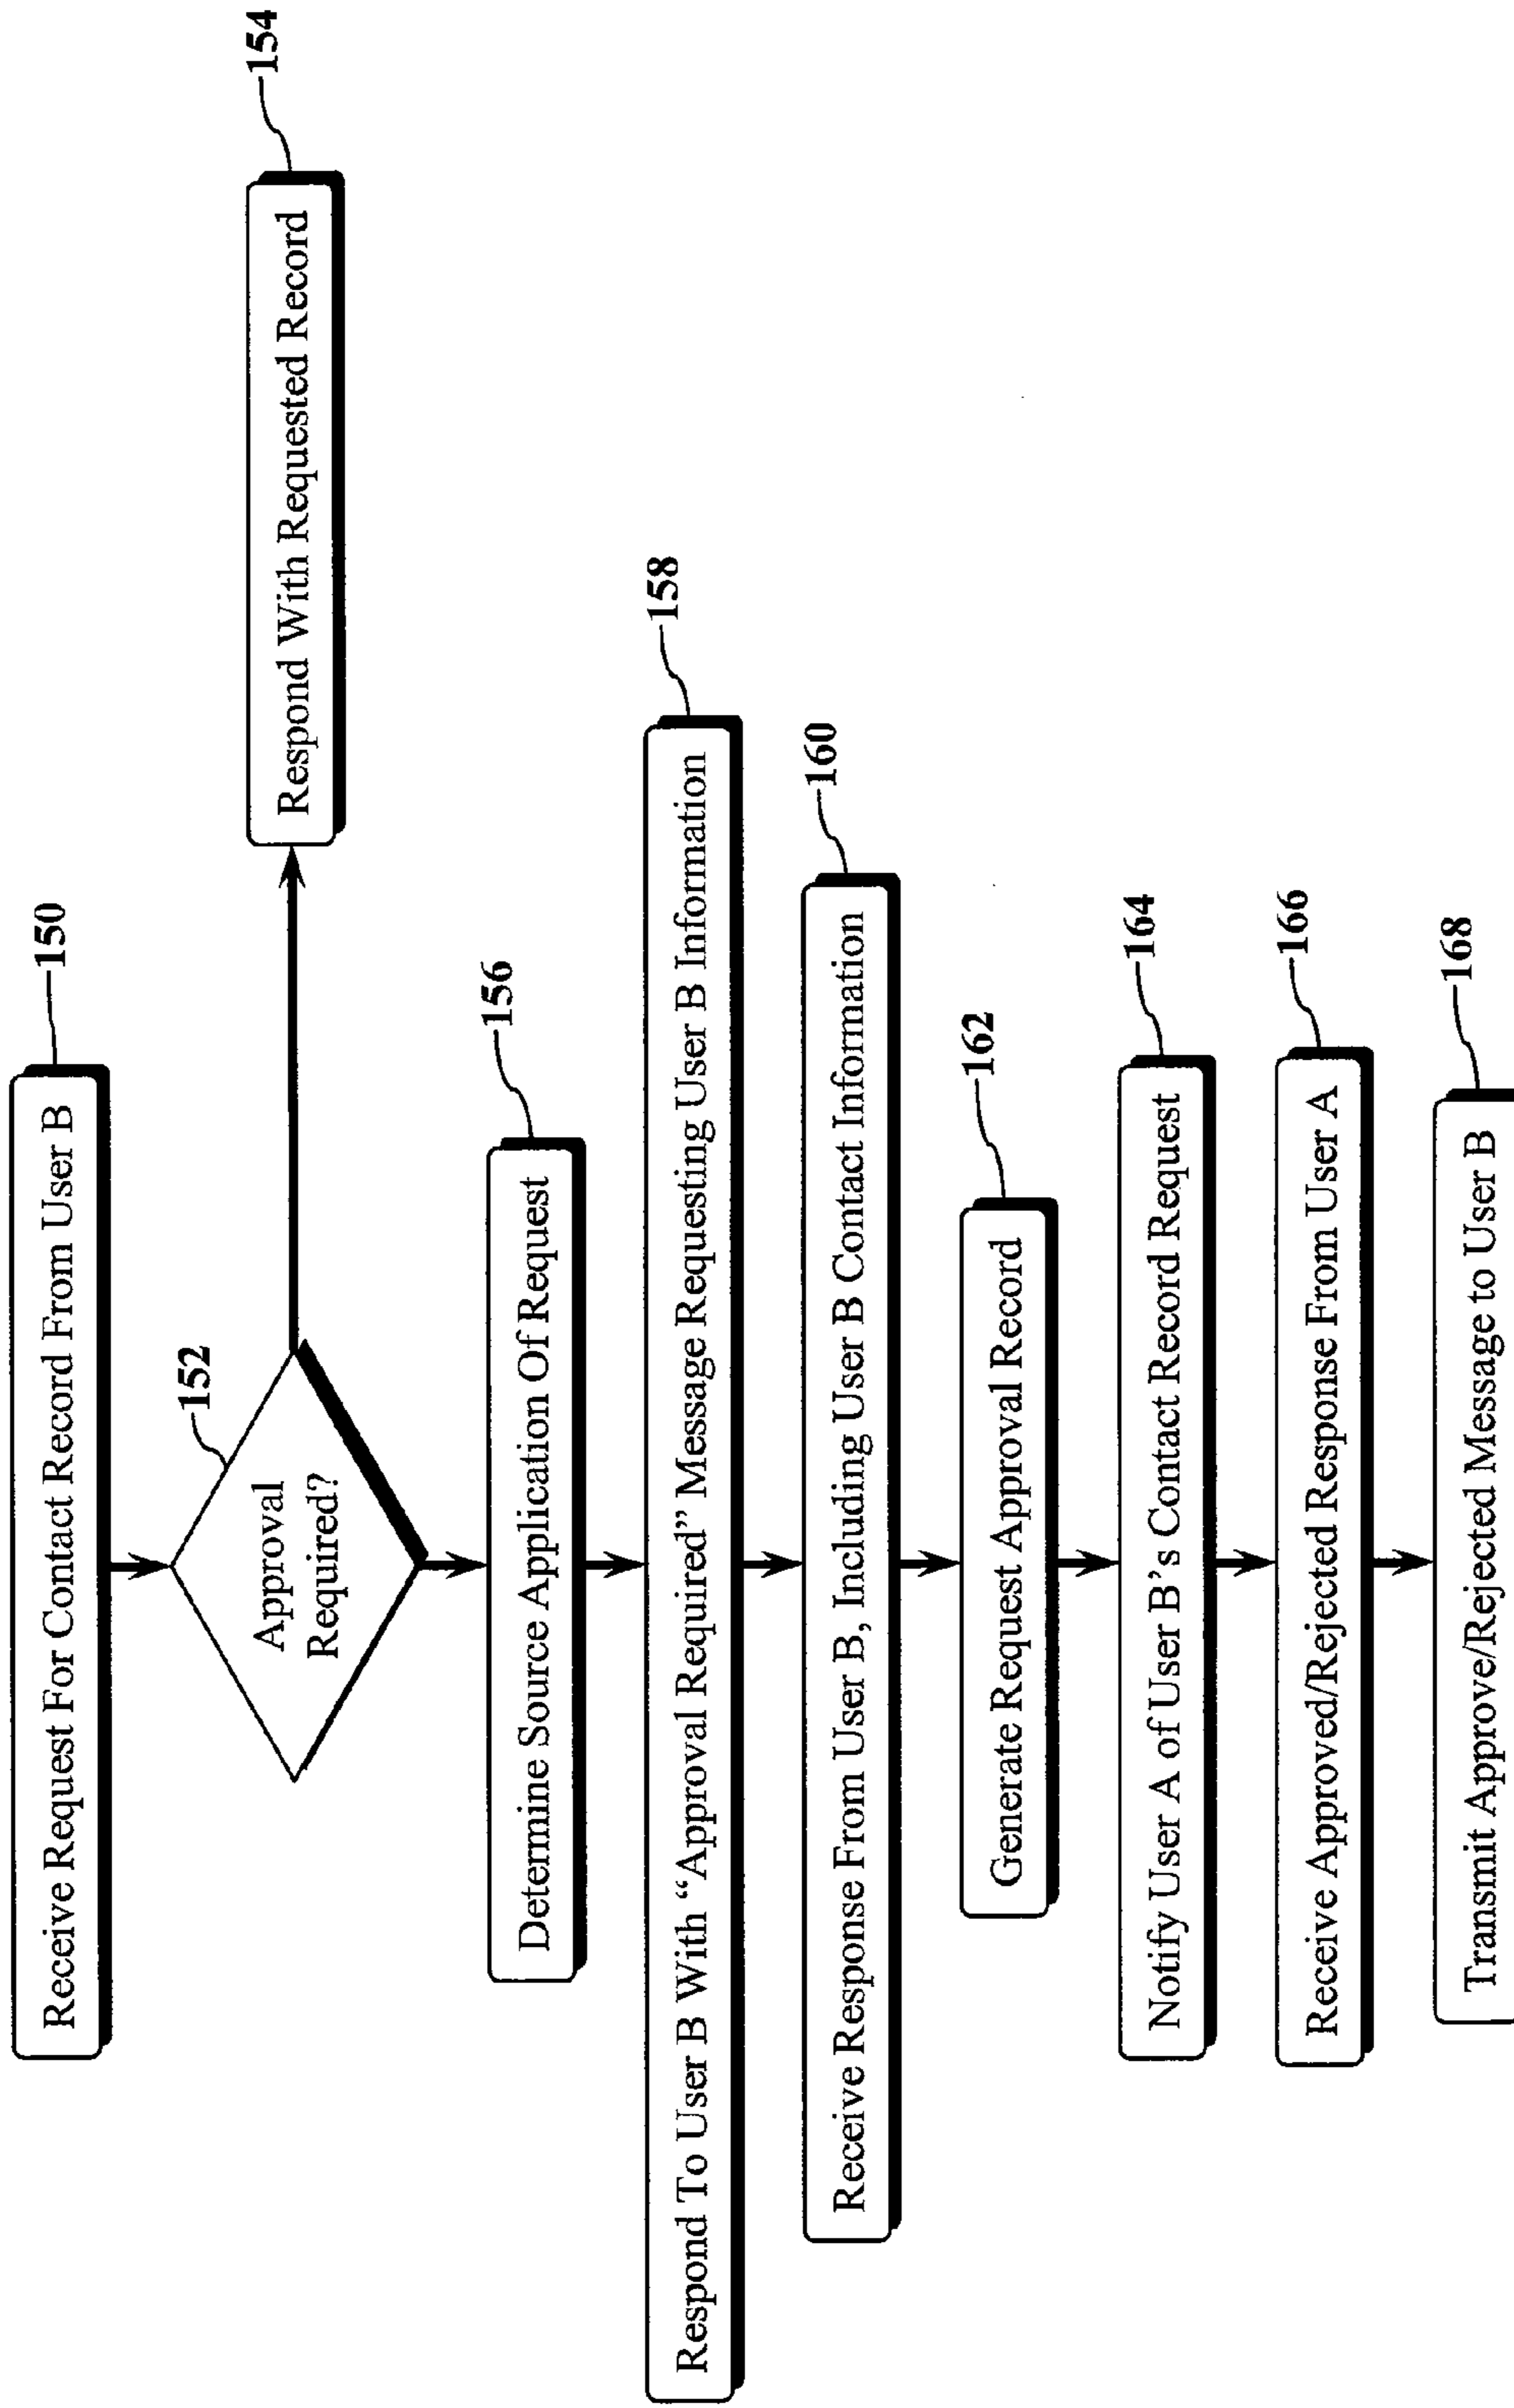 Receive Request For Contact Record From User B
150
Approval
Required?
152
Respond With Requested Record
154
Determine Source Application Of Request
156
Respond To User B With “Approval Required” Message Requesting User B Information
158
Receive Response From User B, Including User B Contact Information
160
Generate Request Approval Record
162
Notify User A of User B’s Contact Record Request
164
Receive Approved/Rejected Response From User A
166
Transmit Approve/Rejected Message to User B
168